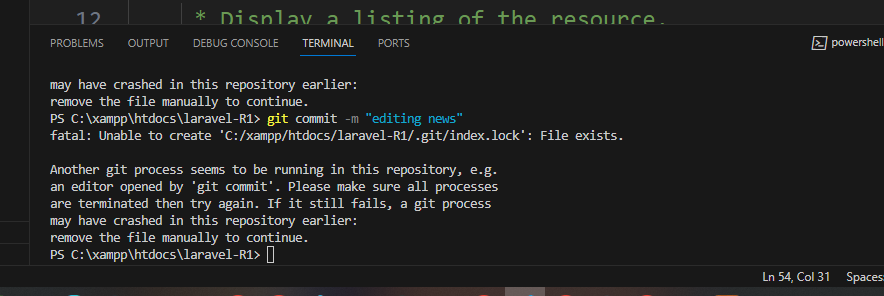 12 * Display a listing of the resource.
PROBLEMS OUTPUT DEBUG CONSOLE TERMINAL PORTS powershell
may have crashed in this repository earlier:
remove the file manually to continue.
PS C:\xampp\htdocs\laravel-R1> git commit -m "editing news"
fatal: Unable to create 'C:/xampp/htdocs/laravel-R1/.git/index.lock': File exists.
Another git process seems to be running in this repository, e.g.
an editor opened by 'git commit'. Please make sure all processes
are terminated then try again. If it still fails, a git process
may have crashed in this repository earlier:
remove the file manually to continue.
PS C:\xampp\htdocs\laravel-R1>
Ln 54, Col 31 Spaces: